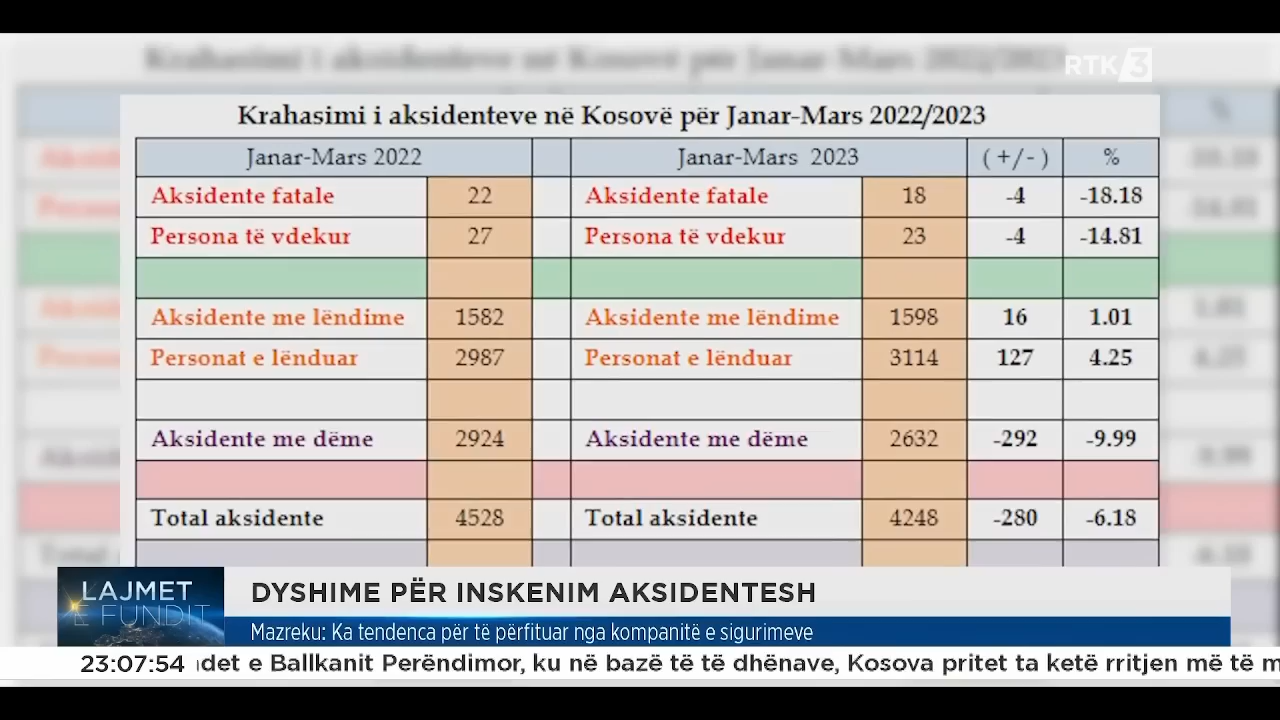 RTK 3
Krahasimi i aksidenteve në Kosovë për Janar-Mars 2022/2023
Janar-Mars 2022 Janar-Mars 2023 ( +/- ) %
Aksidente fatale 22 Aksidente fatale 18 -4 -18.18
Persona të vdekur 27 Persona të vdekur 23 -4 -14.81
Aksidente me lëndime 1582 Aksidente me lëndime 1598 16 1.01
Personat e lënduar 2987 Personat e lënduar 3114 127 4.25
Aksidente me dëme 2924 Aksidente me dëme 2632 -292 -9.99
Total aksidente 4528 Total aksidente 4248 -280 -6.18
LAJMET
E FUNDIT
DYSHIME PËR INSKENIM AKSIDENTESH
Mazreku: Ka tendenca për të përfituar nga kompanitë e sigurimeve
23:07:54 det e Ballkanit Perëndimor, ku në bazë të të dhënave, Kosova pritet ta ketë rritjen më të